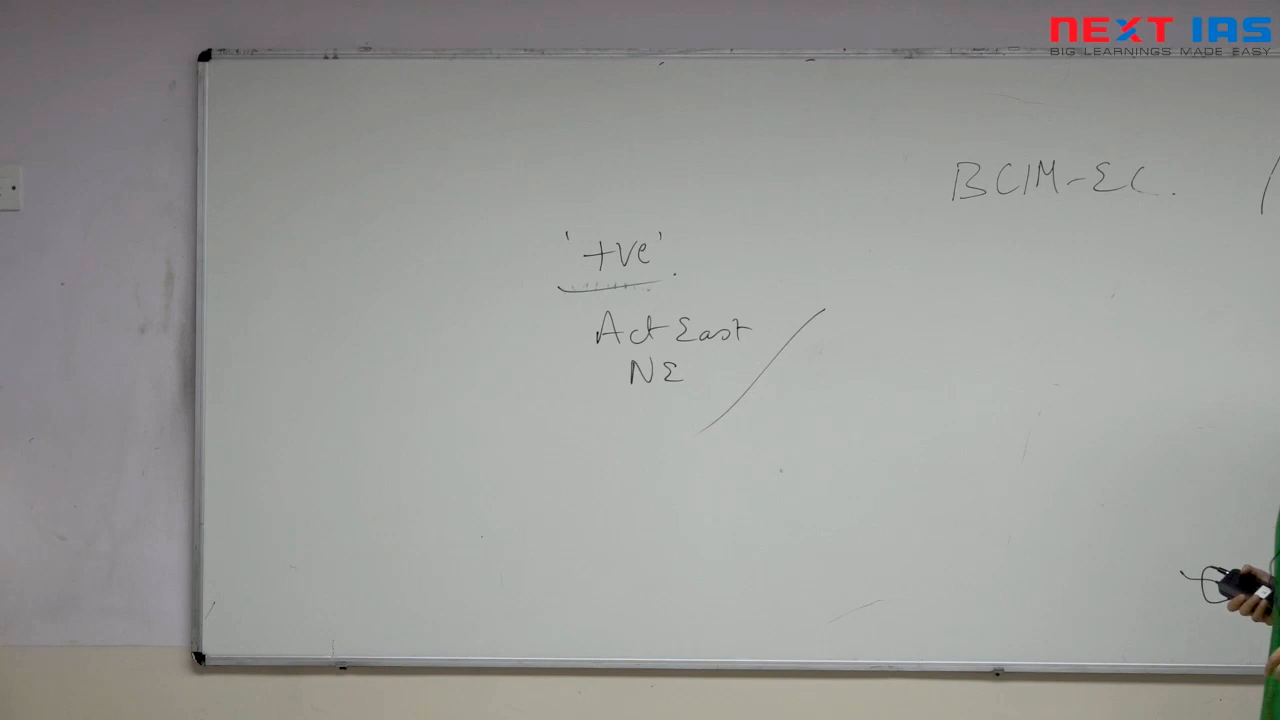 NEXT IAS
BIG LEARNINGS MADE EASY
BCIM-EC.
'+ve'.
Act East
NE